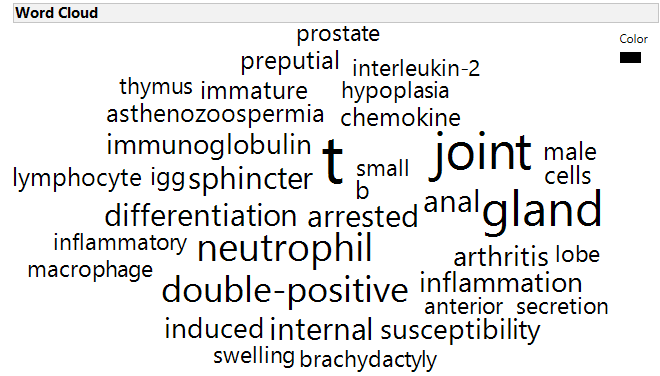 Word Cloud
prostate
Color
preputial
interleukin-2
thymus immature hypoplasia
asthenozoospermia chemokine
immunoglobulin t joint male
lymphocyte igg sphincter small cells
b
differentiation arrested anal gland
inflammatory neutrophil arthritis lobe
macrophage double-positive inflammation
anterior secretion
induced internal susceptibility
swelling brachydactyly